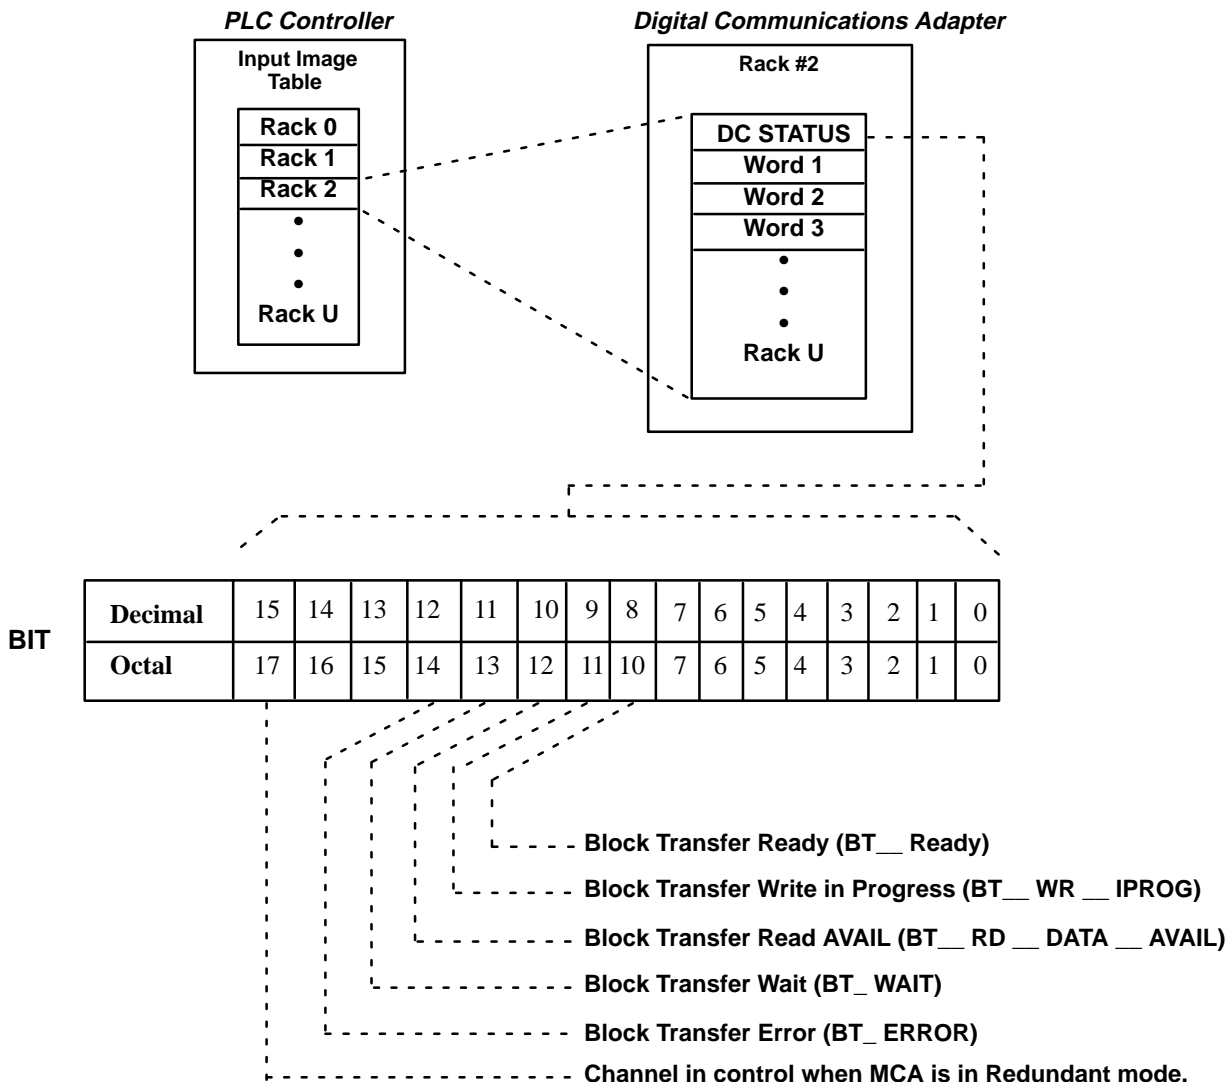 PLC Controller
Digital Communications Adapter
Input Image
Table
Rack 0
Rack 1
Rack 2
Rack U
Rack #2
DC STATUS
Word 1
Word 2
Word 3
Rack U
BIT
Decimal 15 14 13 12 11 10 9 8 7 6 5 4 3 2 1 0
Octal 17 16 15 14 13 12 11 10 7 6 5 4 3 2 1 0
Block Transfer Ready (BT__ Ready)
Block Transfer Write in Progress (BT__ WR __ IPROG)
Block Transfer Read AVAIL (BT__ RD __ DATA __ AVAIL)
Block Transfer Wait (BT_ WAIT)
Block Transfer Error (BT_ ERROR)
Channel in control when MCA is in Redundant mode.